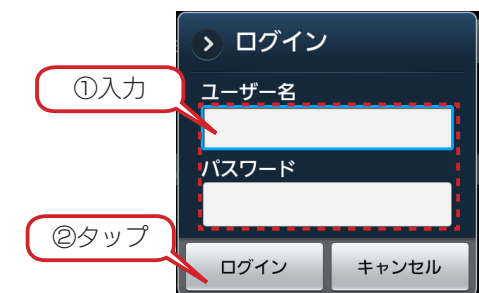 ログイン
①入力
ユーザー名
パスワード
②タップ
ログイン
キャンセル